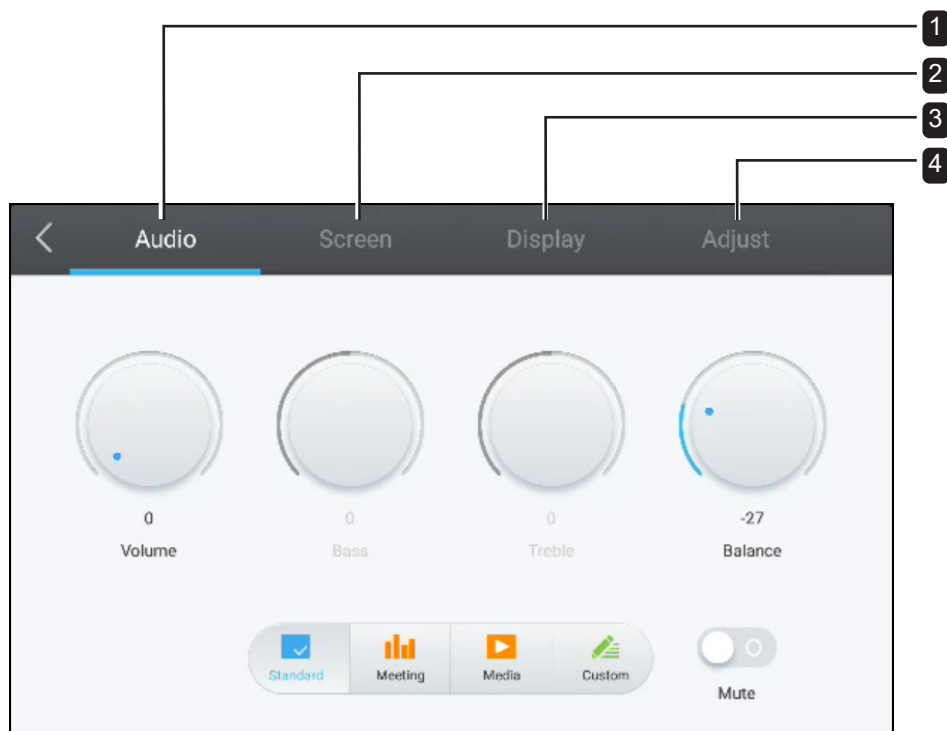 1
2
3
4
Audio Screen Display Adjust
0 0 0 -27
Volume Bass Treble Balance
Standard Meeting Media Custom
Mute